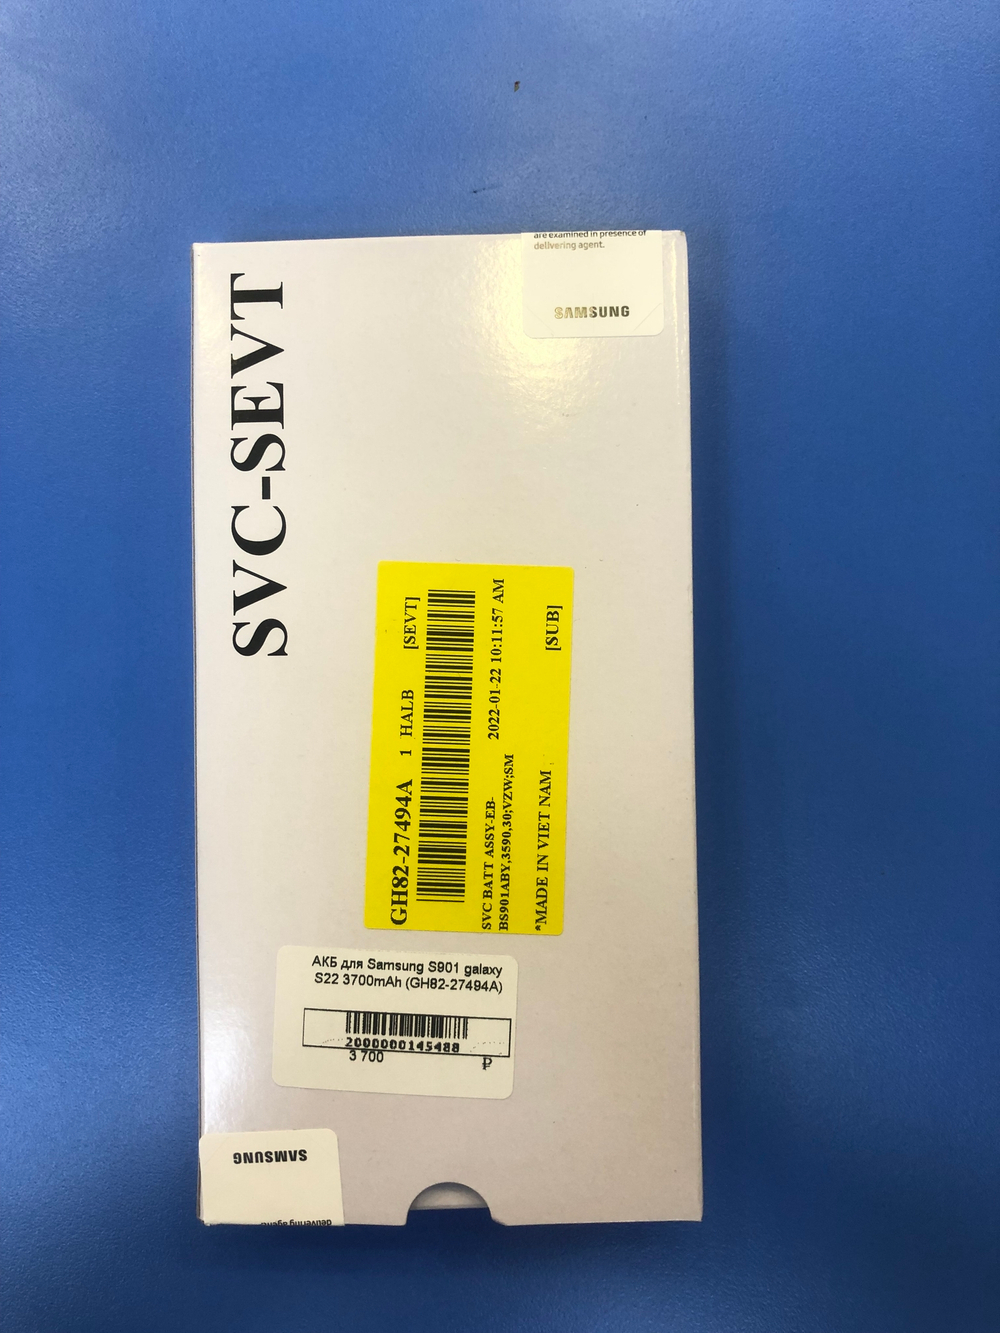 are examined in presence of
delivering agent.
SAMSUNG
SVC-SEVT
GH82-27494A 1 HALB [SEVT]
SVC BATT ASSY-EB- 2022-01-22 10:11:57 AM
BS901ABY,3590,30;VZW;SM
*MADE IN VIET NAM [SUB]
АКБ для Samsung S901 galaxy
S22 3700mAh (GH82-27494A)
2000000145488
3 700 ₽
SAMSUNG
delivering agent.